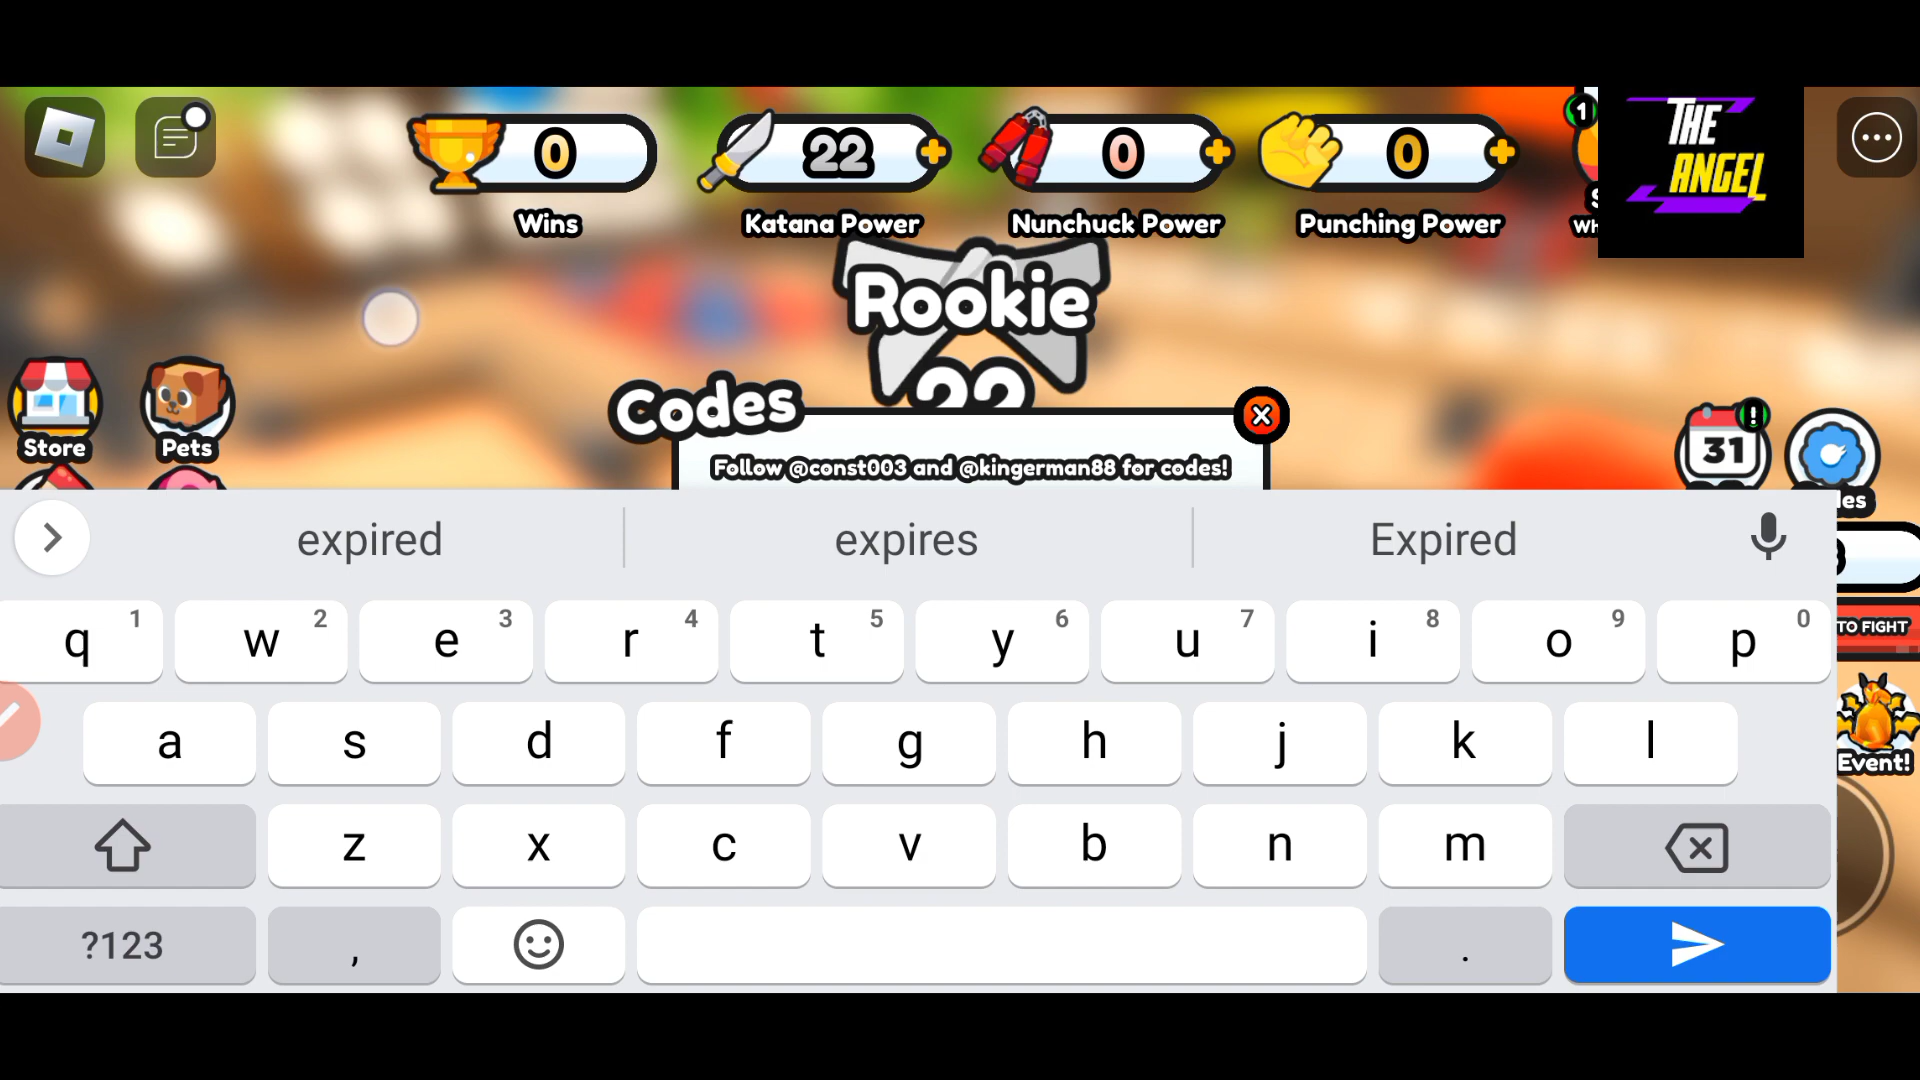 0
22
0
0
1
THE
ANGEL
Wins
Katana Power
Nunchuck Power
Punching Power
Rookie
22
Codes
Follow @const003 and @kingerman88 for codes!
Store
Pets
31
!
expired
expires
Expired
q 1 w 2 e 3 r 4 t 5 y 6 u 7 i 8 o 9 p 0
TO FIGHT
a s d f g h j k l
Event!
z x c v b n m
?123 , .